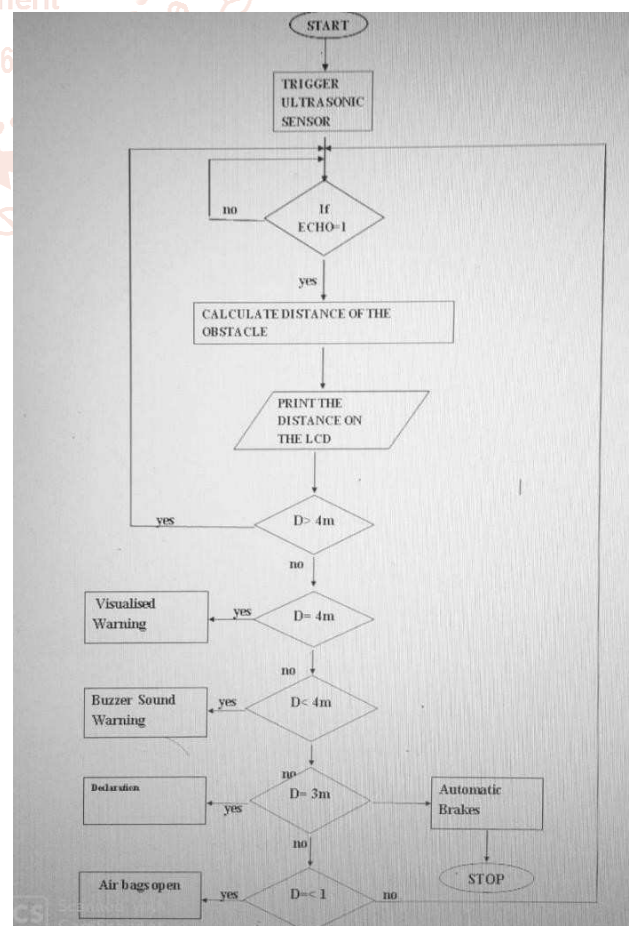 START
TRIGGER
ULTRASONIC
SENSOR
no
If
ECHO=1
yes
CALCULATE DISTANCE OF THE
OBSTACLE
PRINT THE
DISTANCE ON
THE LCD
yes
D> 4m
no
Visualised
Warning
yes
D= 4m
no
Buzzer Sound
Warning
yes
D< 4m
no
D= 3m
yes
Automatic
Brakes
no
STOP
Air bags open
yes
D=< 1
no
CS